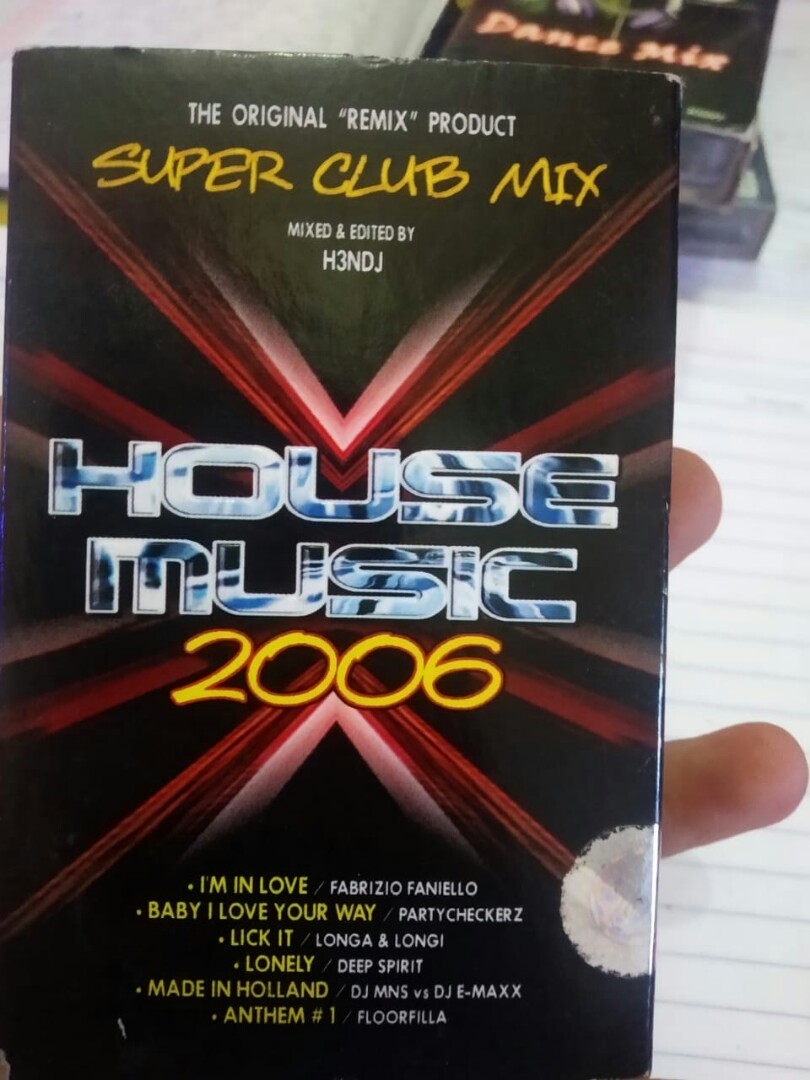 Dance Mix
THE ORIGINAL "REMIX" PRODUCT
SUPER CLUB MIX
MIXED & EDITED BY
H3NDJ
HOUSE
MUSIC
2006
• I'M IN LOVE / FABRIZIO FANIELLO
• BABY I LOVE YOUR WAY / PARTYCHECKERZ
• LICK IT / LONGA & LONGI
• LONELY / DEEP SPIRIT
• MADE IN HOLLAND / DJ MNS vs DJ E-MAXX
• ANTHEM # 1 / FLOORFILLA